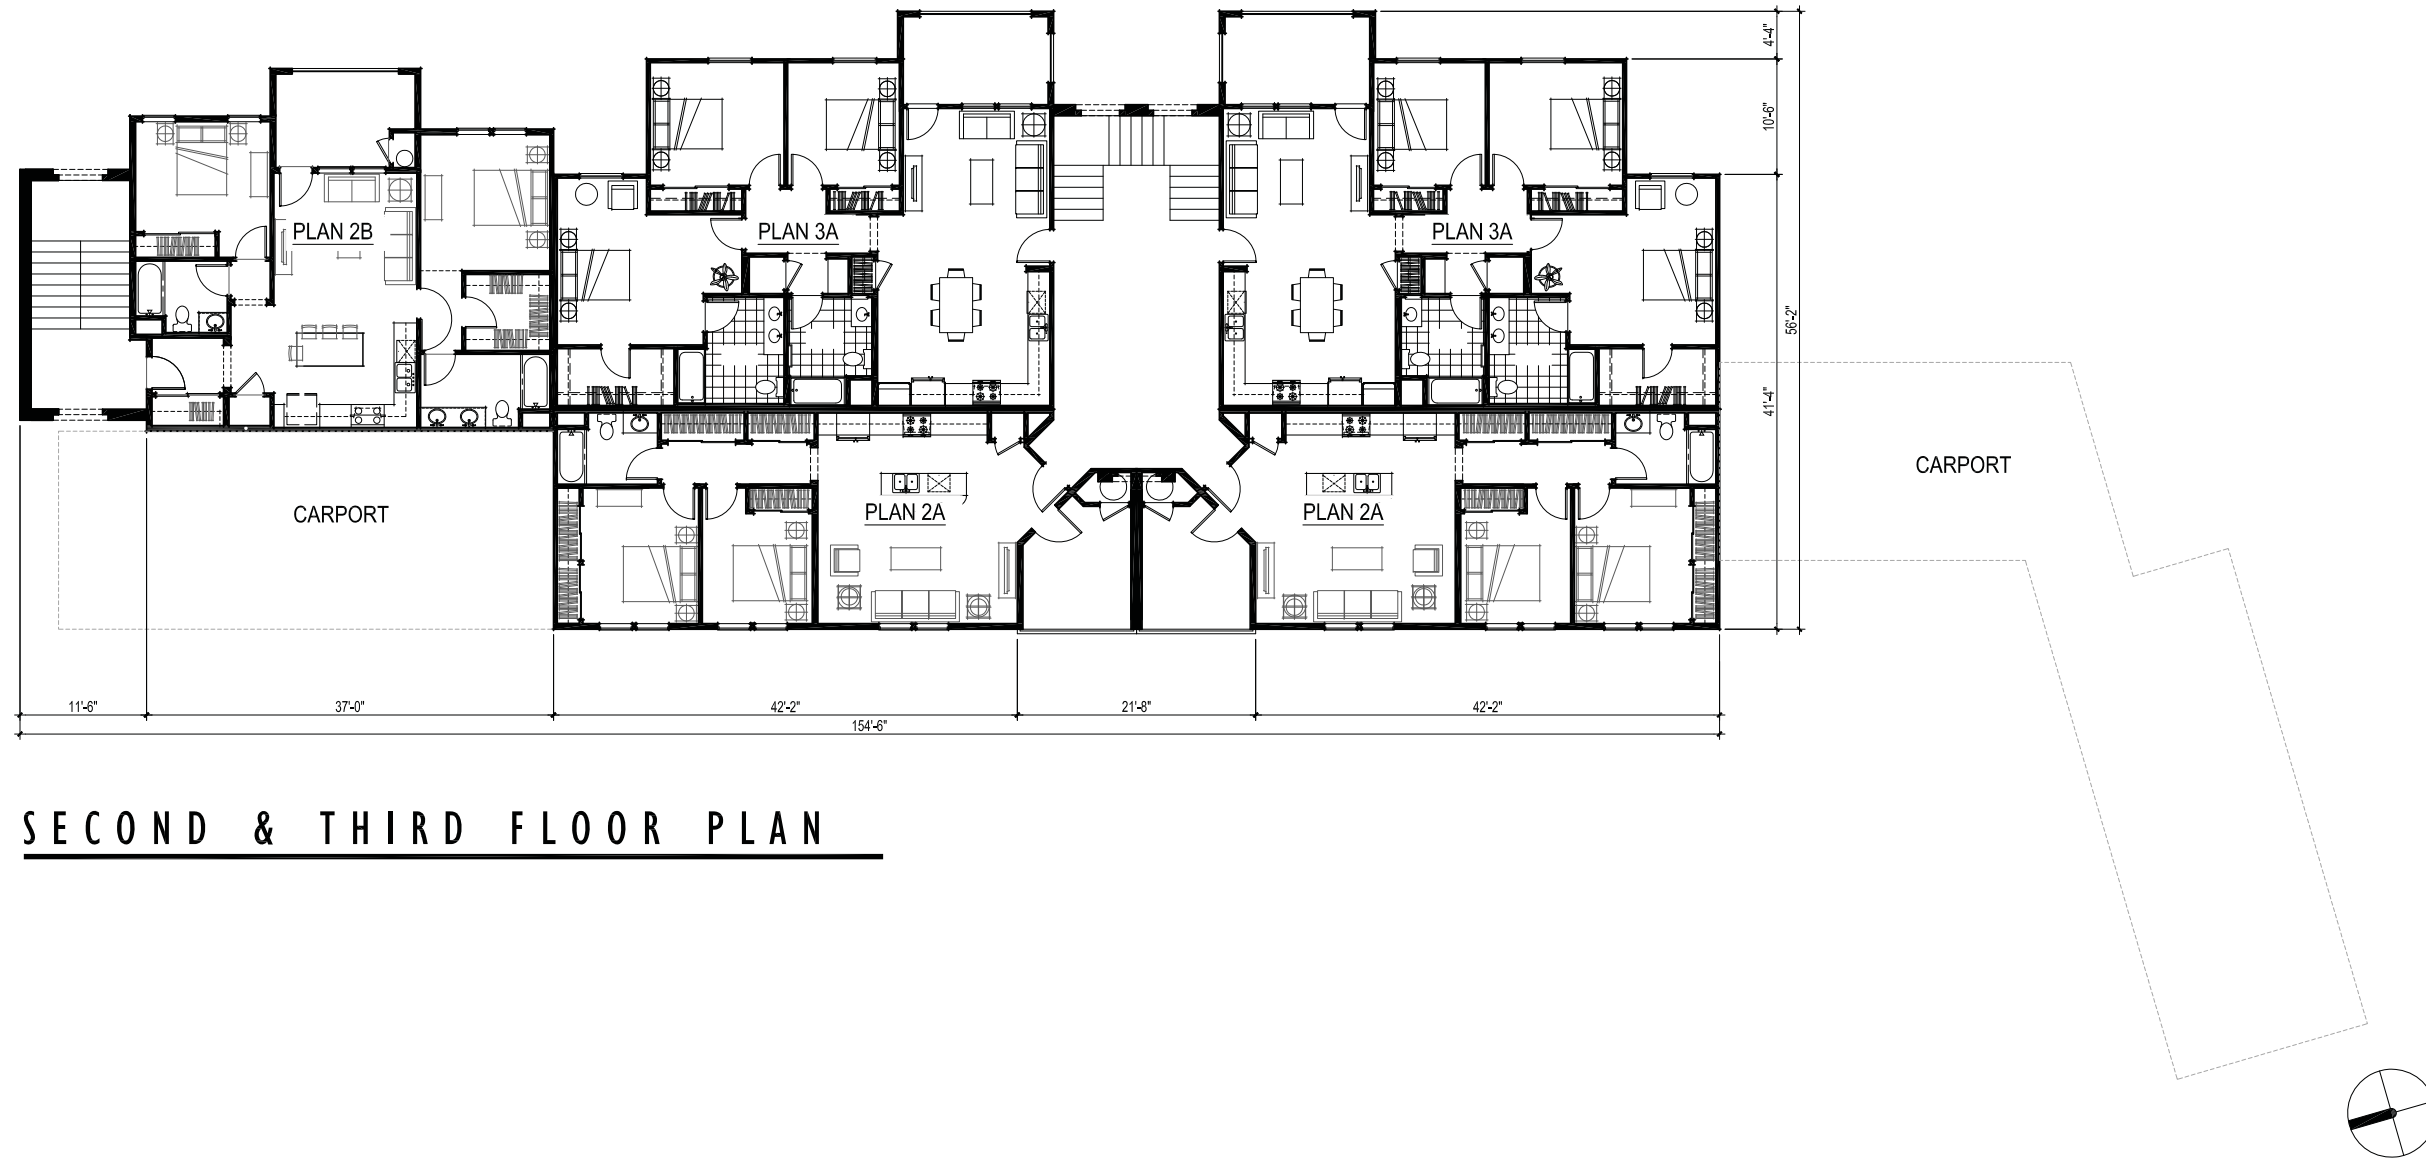 4'-4"
10'-6"
PLAN 2B
PLAN 3A
PLAN 3A
56'-2"
41'-4"
CARPORT
CARPORT
PLAN 2A
PLAN 2A
11'-6"
37'-0"
42'-2"
21'-8"
42'-2"
154'-6"
SECOND & THIRD FLOOR PLAN